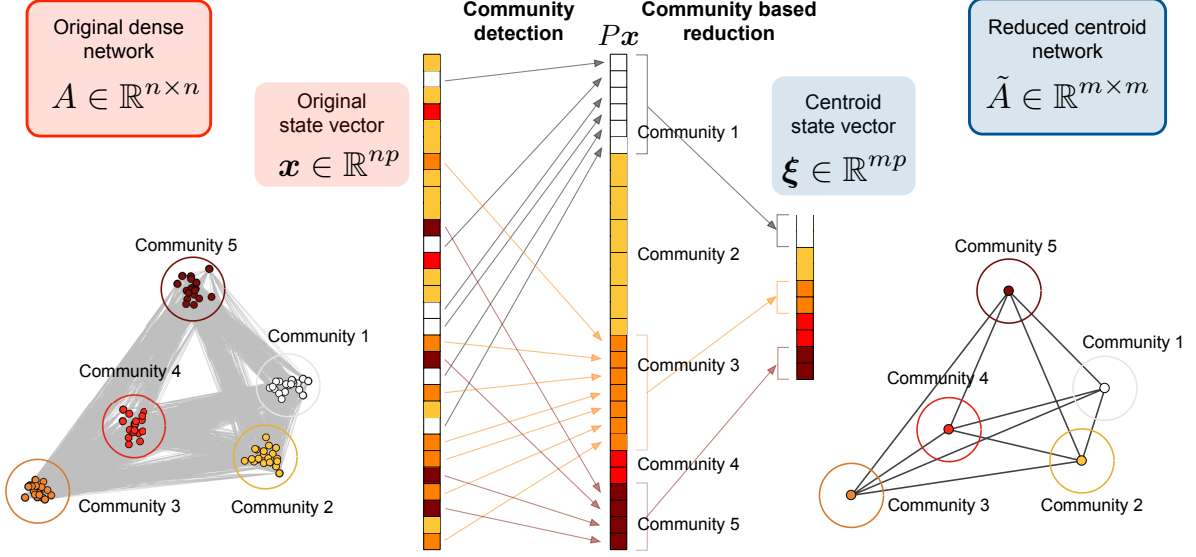 Original dense
network
A ∈ ℝ^{n×n}
Original
state vector
x ∈ ℝ^{np}
Community
detection
Px
Community based
reduction
Centroid
state vector
ξ ∈ ℝ^{mp}
Reduced centroid
network
Ã ∈ ℝ^{m×m}
Community 5
Community 1
Community 4
Community 3
Community 2
Community 1
Community 2
Community 3
Community 4
Community 5
Community 5
Community 1
Community 4
Community 3
Community 2